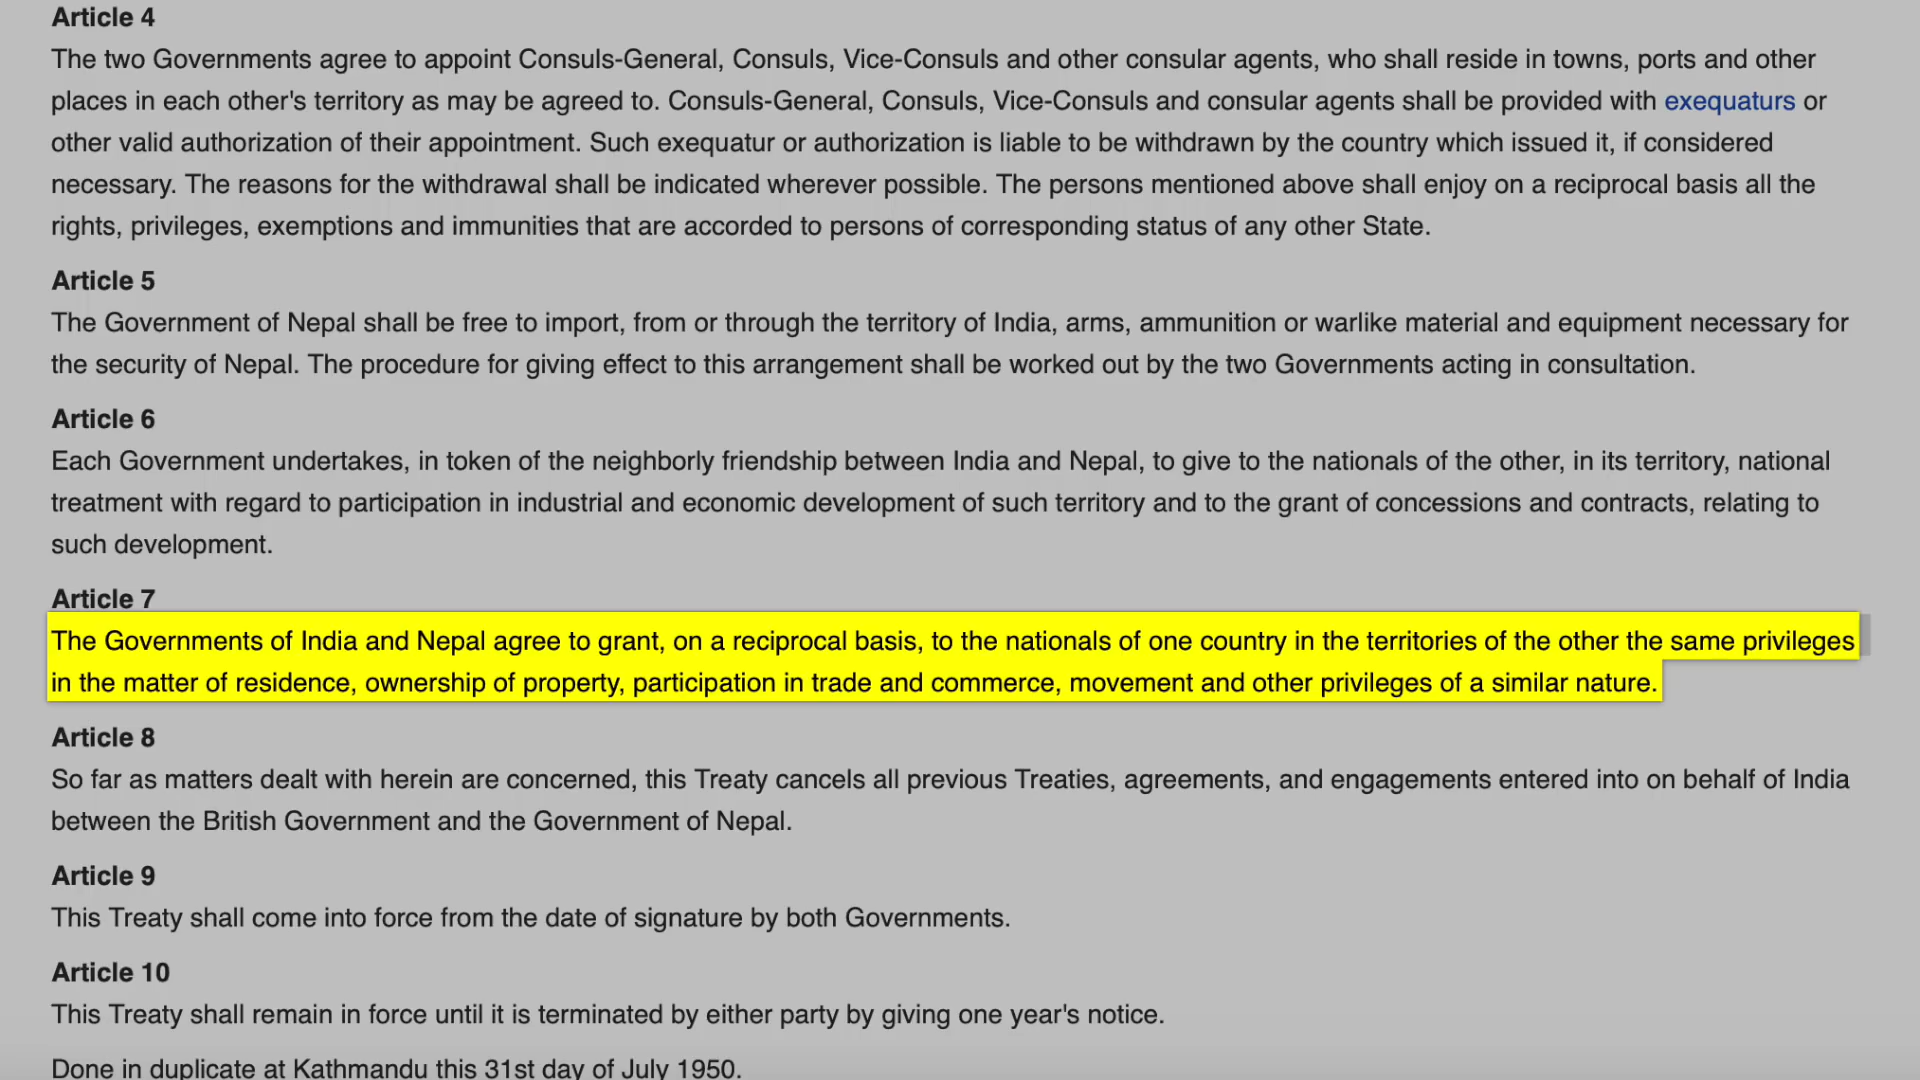 Article 4
The two Governments agree to appoint Consuls-General, Consuls, Vice-Consuls and other consular agents, who shall reside in towns, ports and other
places in each other's territory as may be agreed to. Consuls-General, Consuls, Vice-Consuls and consular agents shall be provided with exequaturs or
other valid authorization of their appointment. Such exequatur or authorization is liable to be withdrawn by the country which issued it, if considered
necessary. The reasons for the withdrawal shall be indicated wherever possible. The persons mentioned above shall enjoy on a reciprocal basis all the
rights, privileges, exemptions and immunities that are accorded to persons of corresponding status of any other State.
Article 5
The Government of Nepal shall be free to import, from or through the territory of India, arms, ammunition or warlike material and equipment necessary for
the security of Nepal. The procedure for giving effect to this arrangement shall be worked out by the two Governments acting in consultation.
Article 6
Each Government undertakes, in token of the neighborly friendship between India and Nepal, to give to the nationals of the other, in its territory, national
treatment with regard to participation in industrial and economic development of such territory and to the grant of concessions and contracts, relating to
such development.
Article 7
The Governments of India and Nepal agree to grant, on a reciprocal basis, to the nationals of one country in the territories of the other the same privileges
in the matter of residence, ownership of property, participation in trade and commerce, movement and other privileges of a similar nature.
Article 8
So far as matters dealt with herein are concerned, this Treaty cancels all previous Treaties, agreements, and engagements entered into on behalf of India
between the British Government and the Government of Nepal.
Article 9
This Treaty shall come into force from the date of signature by both Governments.
Article 10
This Treaty shall remain in force until it is terminated by either party by giving one year's notice.
Done in duplicate at Kathmandu this 31st day of July 1950.